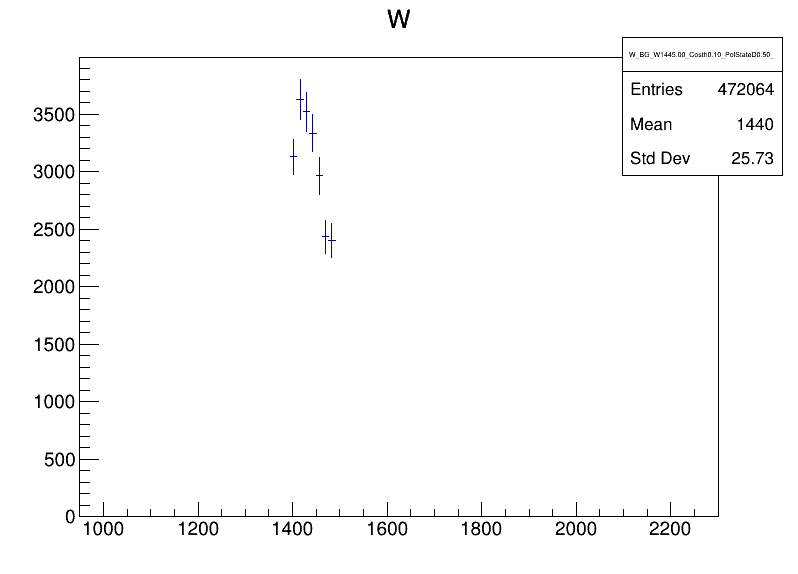 W
W_BG_W1445.00_Costh0.10_PolStateD0.50_
Entries 472064
Mean 1440
Std Dev 25.73
3500
3000
2500
2000
1500
1000
500
0
1000 1200 1400 1600 1800 2000 2200